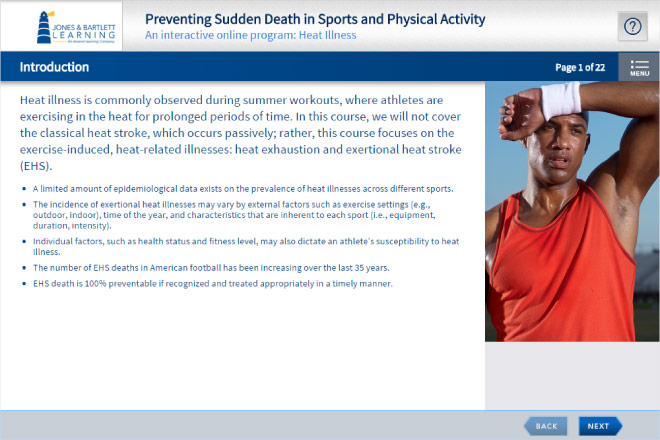 JONES & BARTLETT
LEARNING
Preventing Sudden Death in Sports and Physical Activity
An interactive online program: Heat Illness
?
Introduction
Page 1 of 22
MENU
Heat illness is commonly observed during summer workouts, where athletes are
exercising in the heat for prolonged periods of time. In this course, we will not cover
the classical heat stroke, which occurs passively; rather, this course focuses on the
exercise-induced, heat-related illnesses: heat exhaustion and exertional heat stroke
(EHS).
• A limited amount of epidemiological data exists on the prevalence of heat illnesses across different sports.
• The incidence of exertional heat illnesses may vary by external factors such as exercise settings (e.g.,
outdoor, indoor), time of the year, and characteristics that are inherent to each sport (i.e., equipment,
duration, intensity).
• Individual factors, such as health status and fitness level, may also dictate an athlete's susceptibility to heat
illness.
• The number of EHS deaths in American football has been increasing over the last 35 years.
• EHS death is 100% preventable if recognized and treated appropriately in a timely manner.
BACK
NEXT